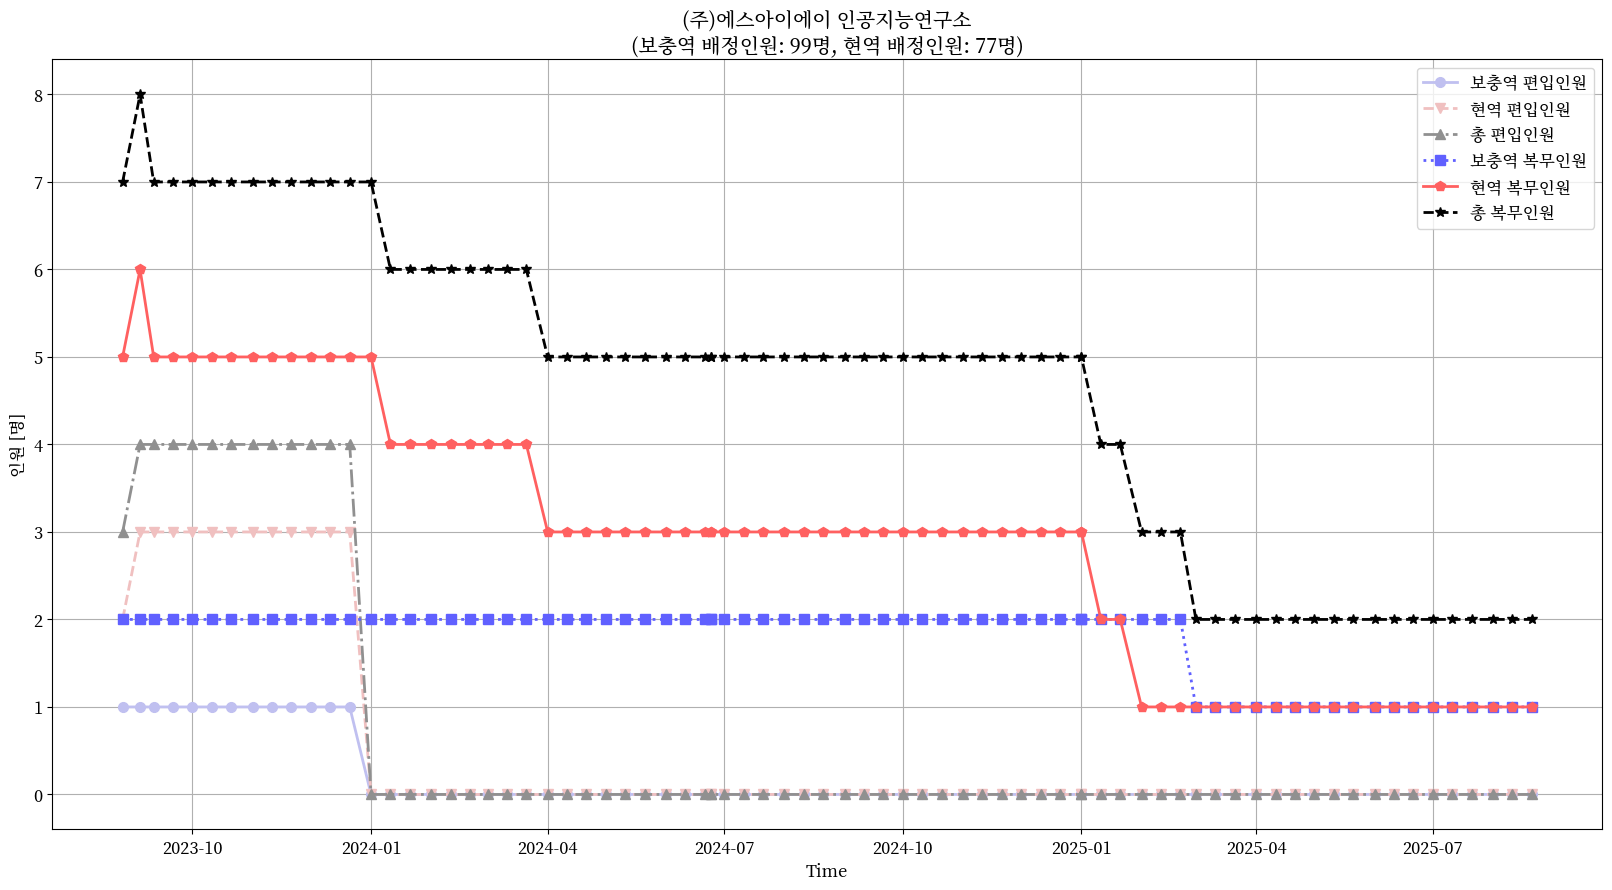 (주)에스아이에이 인공지능연구소
(보충역 배정인원: 99명, 현역 배정인원: 77명)
보충역 편입인원
현역 편입인원
총 편입인원
보충역 복무인원
현역 복무인원
총 복무인원
인원 [명]
8
7
6
5
4
3
2
1
0
2023-10
2024-01
2024-04
2024-07
2024-10
2025-01
2025-04
2025-07
Time